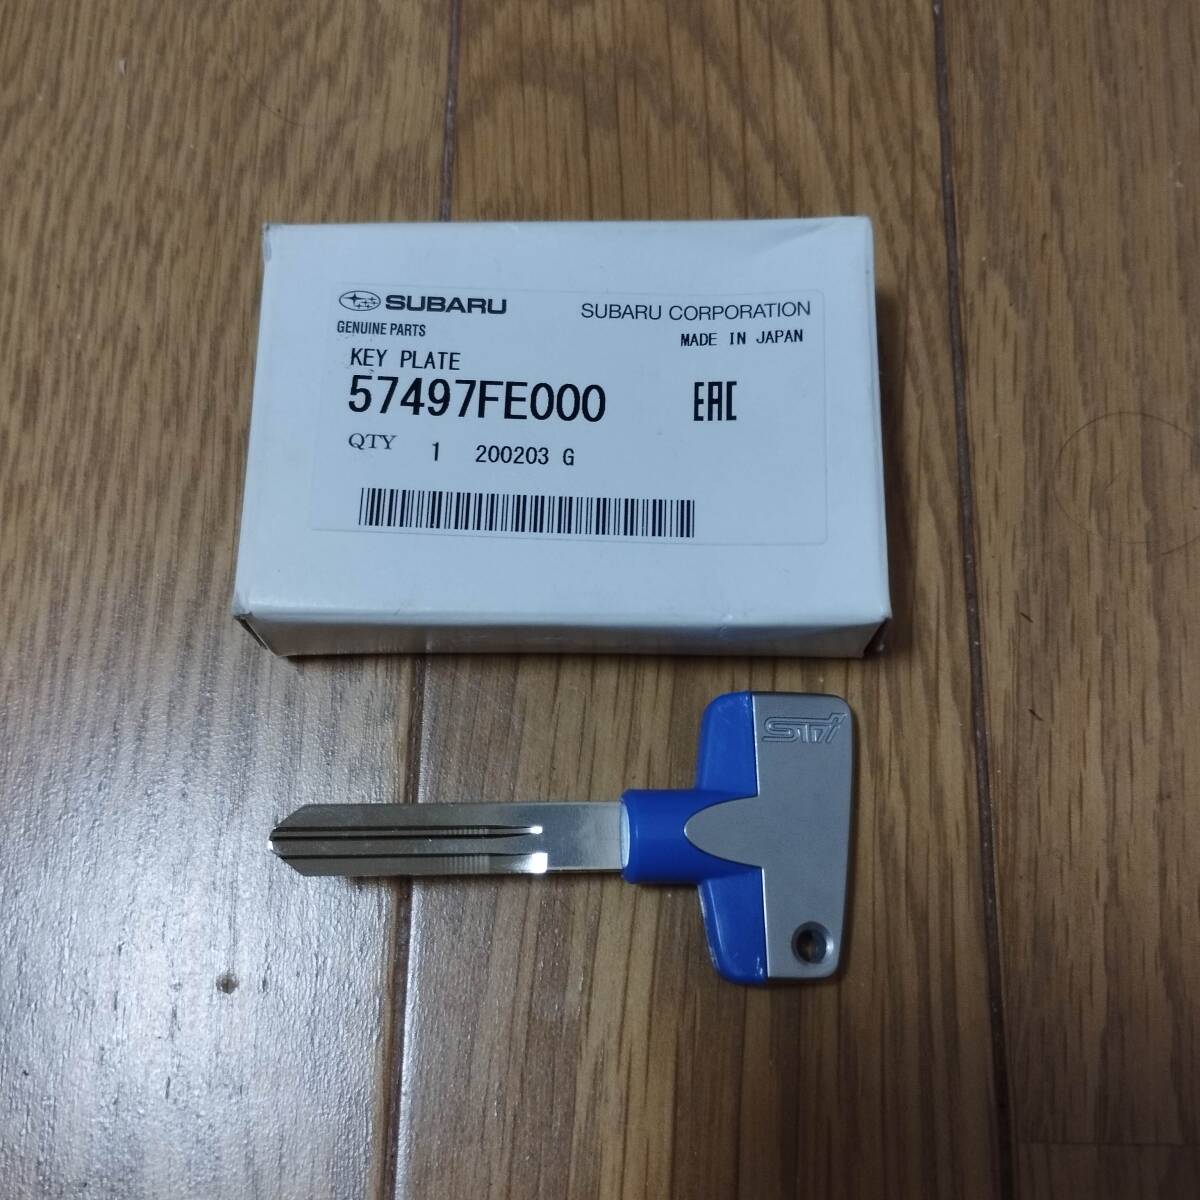 SUBARU SUBARU CORPORATION
GENUINE PARTS MADE IN JAPAN
KEY PLATE
57497FE000 EAC
QTY 1 200203 G
STi